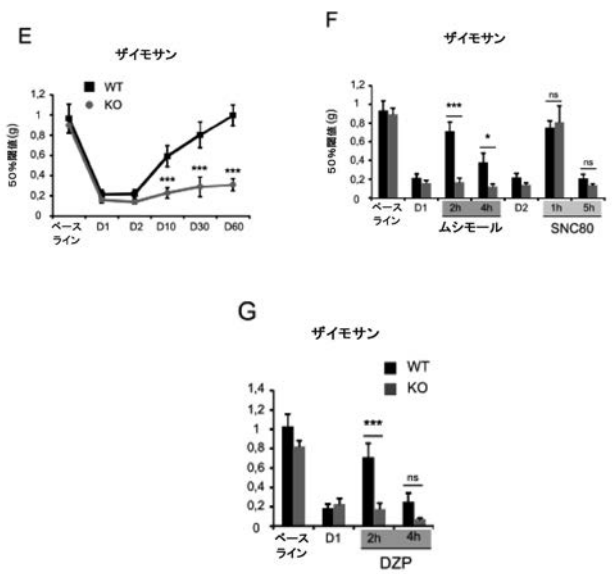 E
ザイモサン
1,2
1
0,8
0,6
0,4
0,2
0
50%閾値(g)
WT
KO
***
***
***
ベース
ライン
D1
D2
D10
D30
D60
F
ザイモサン
1,2
1
0,8
0,6
0,4
0,2
0
50%閾値(g)
***
*
ns
ns
ベース
ライン
D1
2h
4h
D2
1h
5h
ムシモール
SNC80
G
ザイモサン
WT
KO
1,4
1,2
1
0,8
0,6
0,4
0,2
0
***
ns
ベース
ライン
D1
2h
4h
DZP